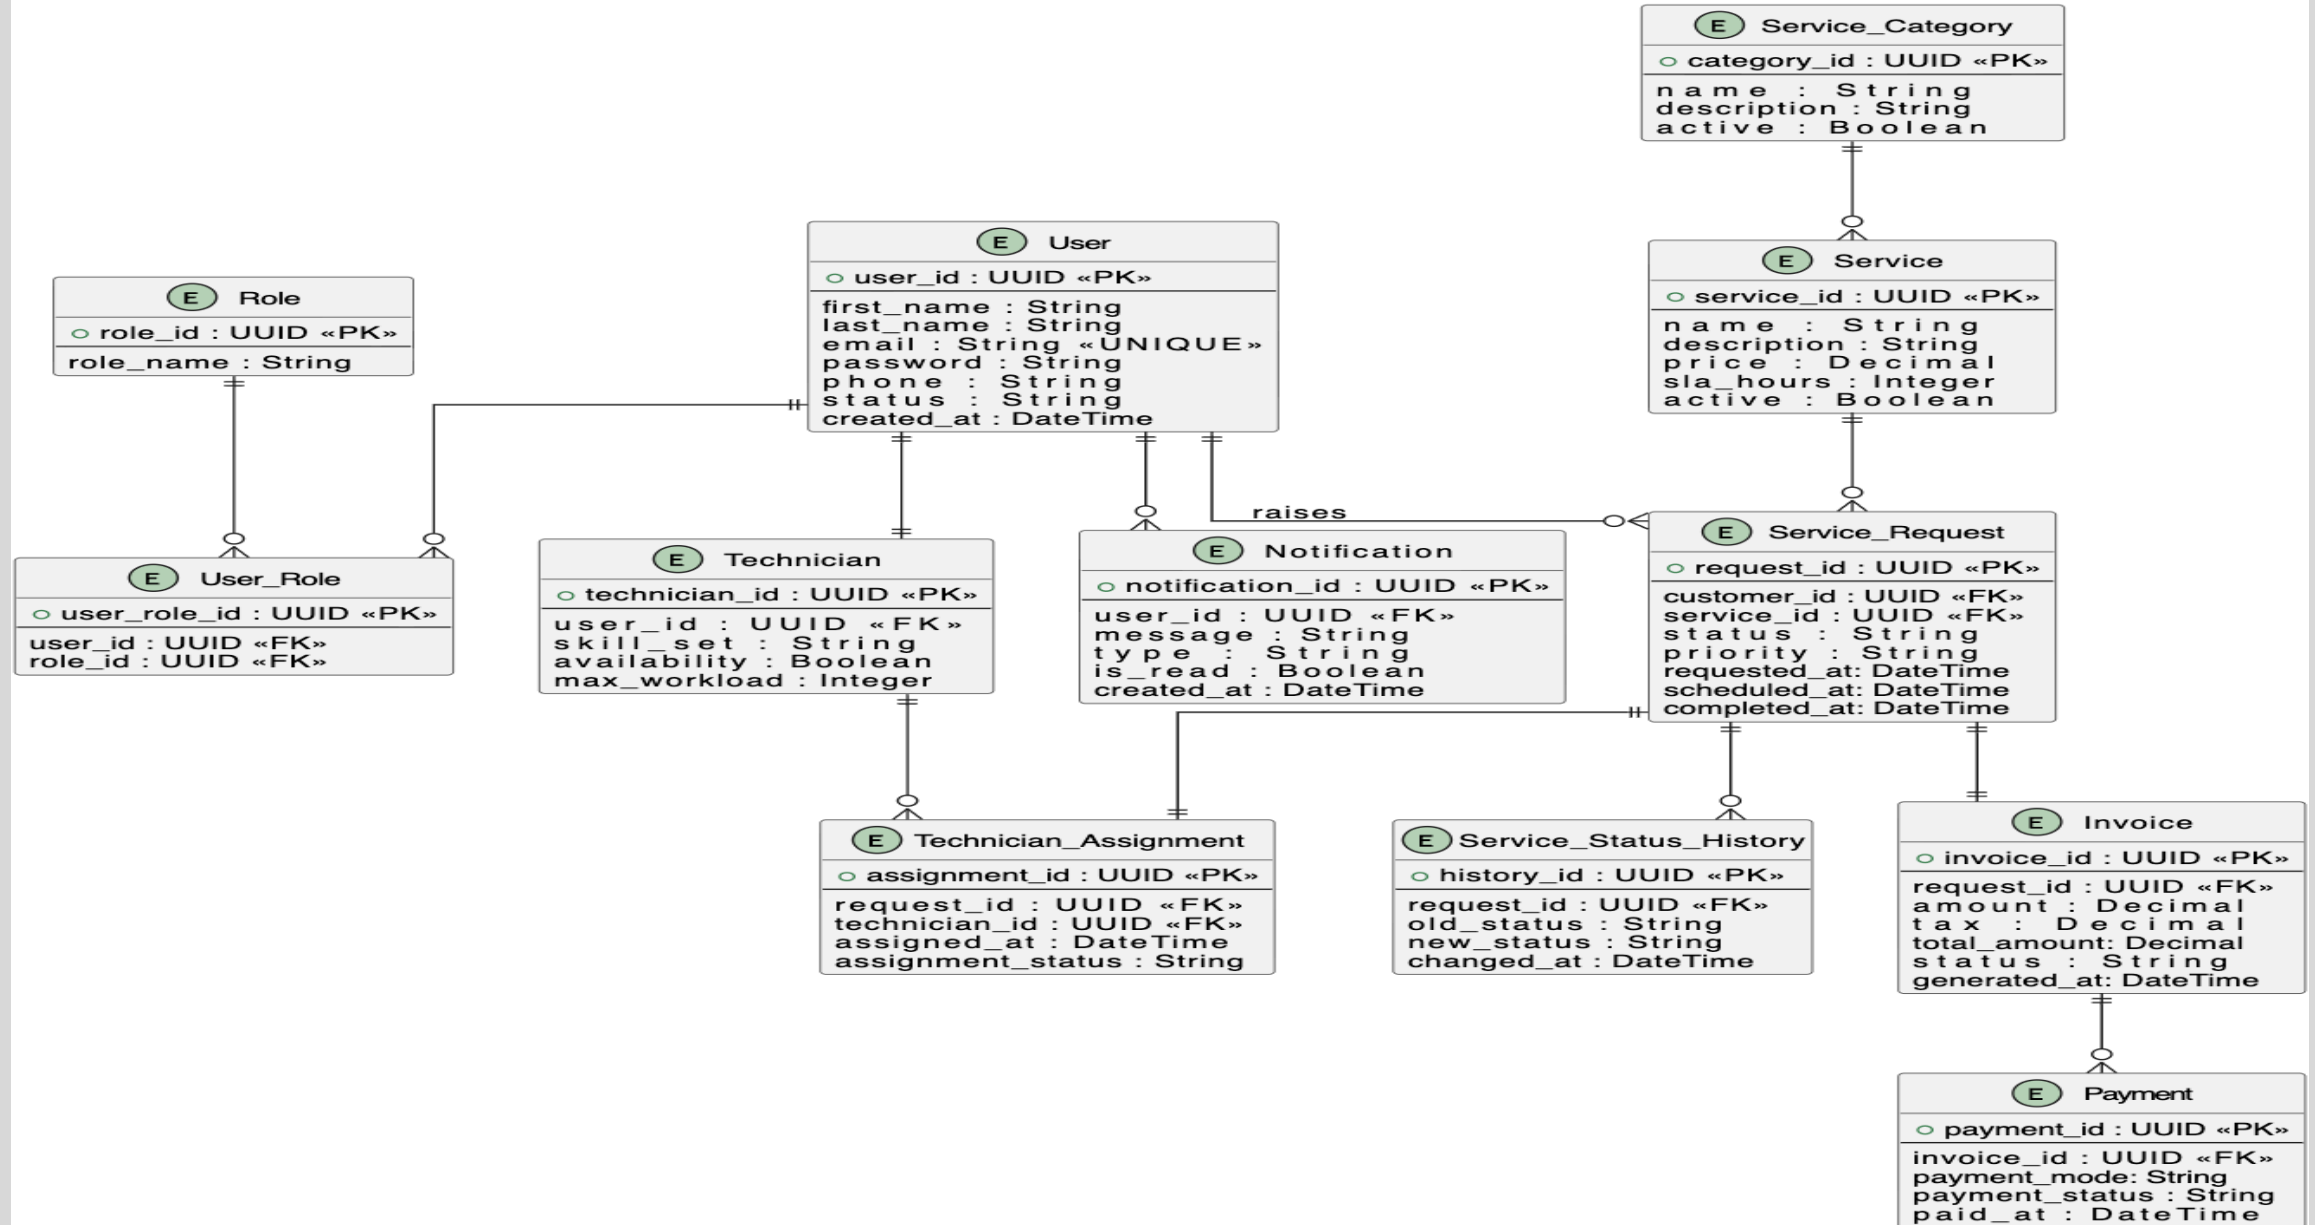 E Service_Category
category_id : UUID «PK»
name : String
description : String
active : Boolean
E User
user_id : UUID «PK»
first_name : String
last_name : String
email : String «UNIQUE»
password : String
phone : String
status : String
created_at : DateTime
E Service
service_id : UUID «PK»
name : String
description : String
price : Decimal
sla_hours : Integer
active : Boolean
E Role
role_id : UUID «PK»
role_name : String
raises
E User_Role
user_role_id : UUID «PK»
user_id : UUID «FK»
role_id : UUID «FK»
E Technician
technician_id : UUID «PK»
user_id : UUID «FK»
skill_set : String
availability : Boolean
max_workload : Integer
E Notification
notification_id : UUID «PK»
user_id : UUID «FK»
message : String
type : String
is_read : Boolean
created_at : DateTime
E Service_Request
request_id : UUID «PK»
customer_id : UUID «FK»
service_id : UUID «FK»
status : String
priority : String
requested_at: DateTime
scheduled_at: DateTime
completed_at: DateTime
E Technician_Assignment
assignment_id : UUID «PK»
request_id : UUID «FK»
technician_id : UUID «FK»
assigned_at : DateTime
assignment_status : String
E Service_Status_History
history_id : UUID «PK»
request_id : UUID «FK»
old_status : String
new_status : String
changed_at : DateTime
E Invoice
invoice_id : UUID «PK»
request_id : UUID «FK»
amount : Decimal
tax : Decimal
total_amount: Decimal
status : String
generated_at: DateTime
E Payment
payment_id : UUID «PK»
invoice_id : UUID «FK»
payment_mode: String
payment_status : String
paid_at : DateTime